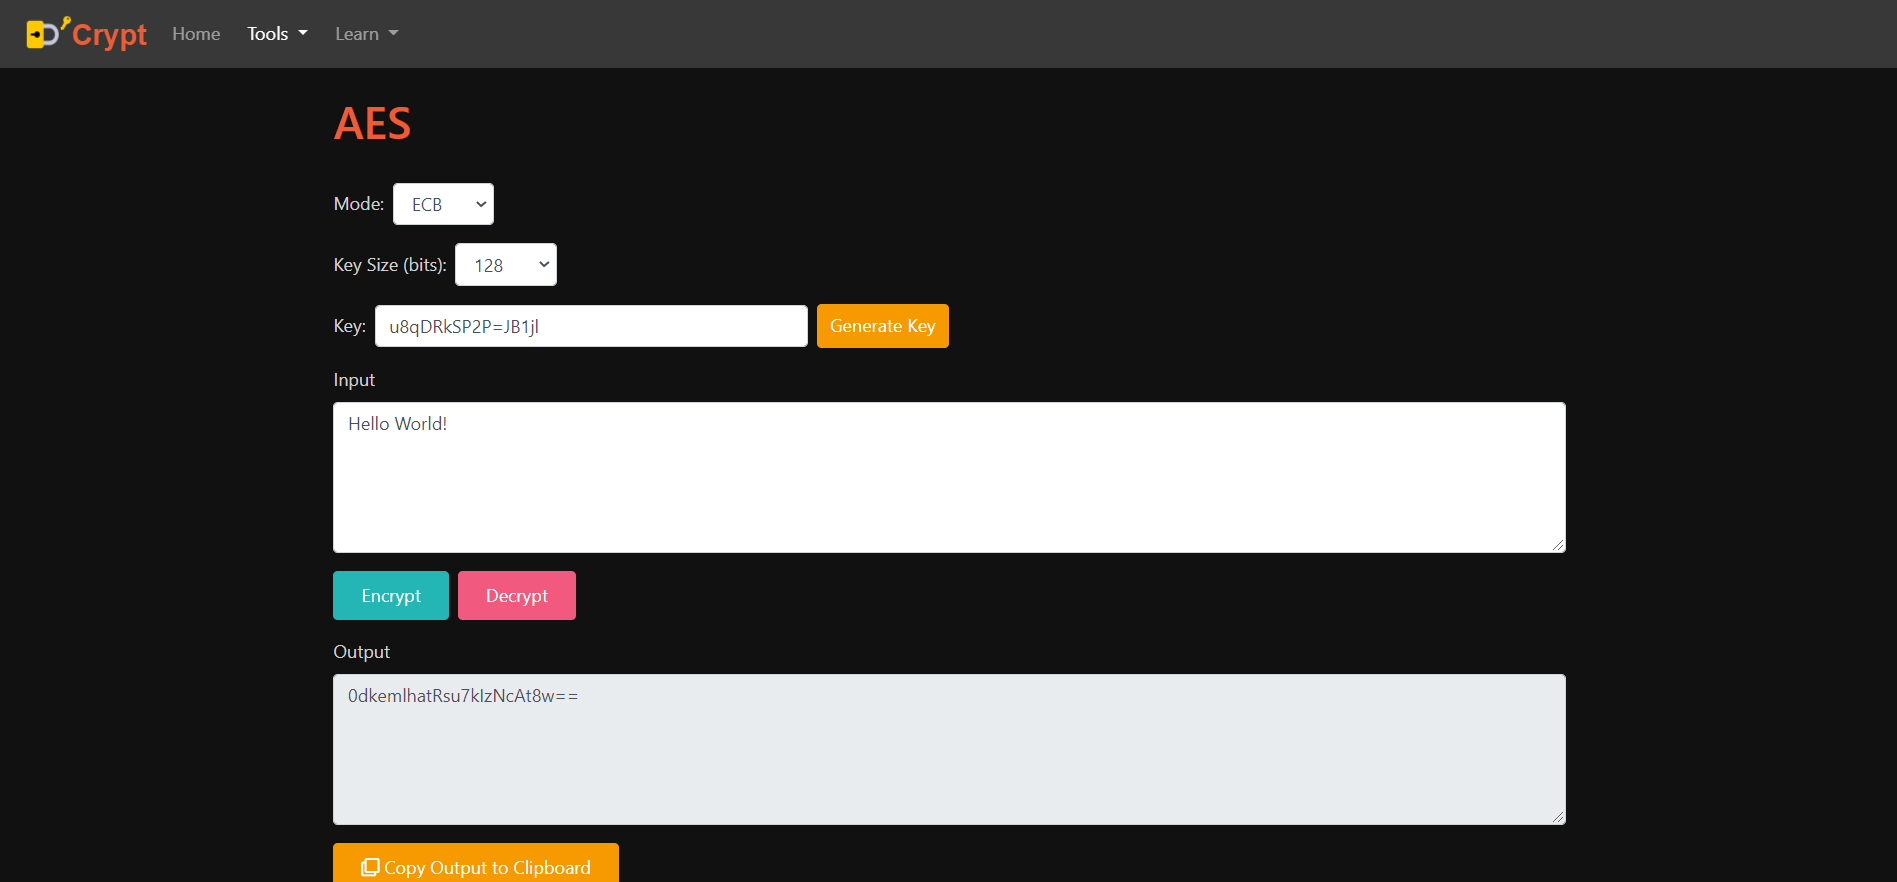 D'Crypt Home Tools Learn
AES
Mode: ECB
Key Size (bits): 128
Key: u8qDRkSP2P=JB1jl Generate Key
Input
Hello World!
Encrypt Decrypt
Output
0dkemlhatRsu7kIzNcAt8w==
Copy Output to Clipboard